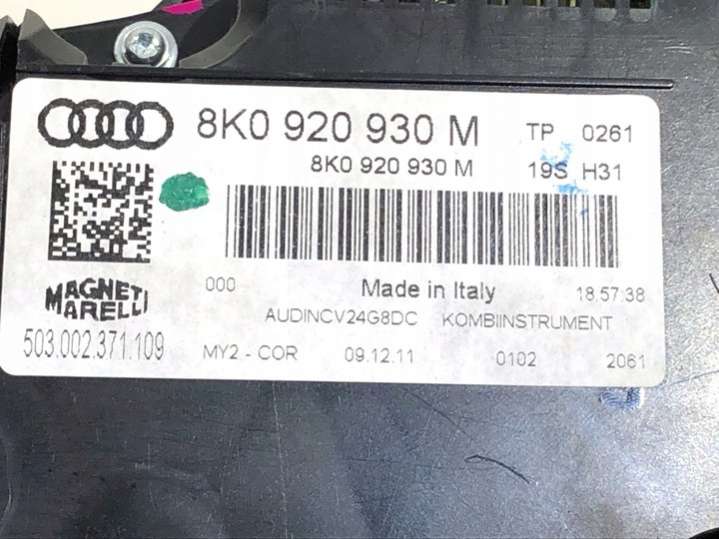 8K0 920 930 M TP 0261
8K0 920 930 M 19S H31
000 Made in Italy 18.57:38
MAGNETI MARELLI
AUDINCV24G8DC KOMBIINSTRUMENT
503.002.371.109 MY2 - COR 09.12.11 0102 2061